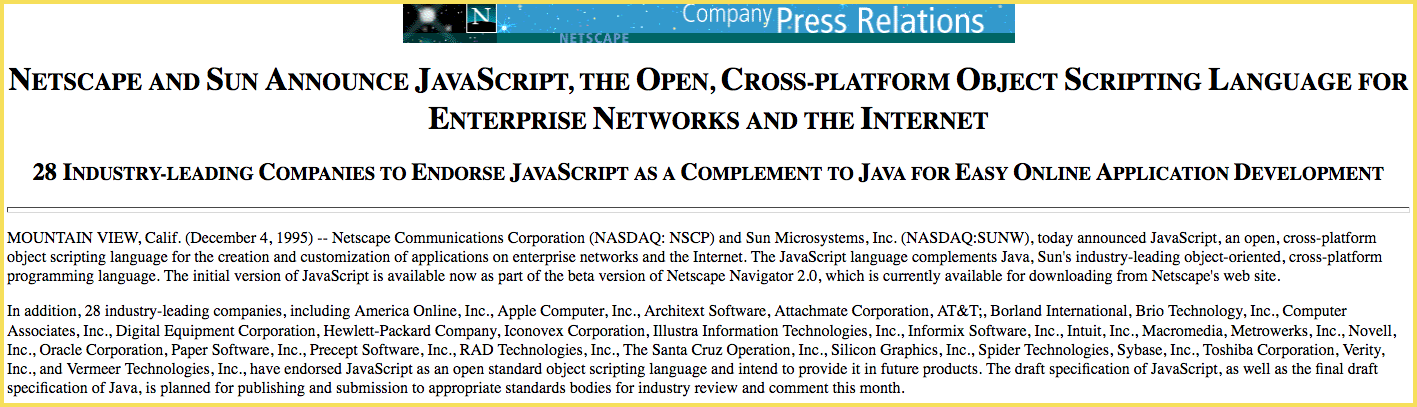 N
Company Press Relations
NETSCAPE
NETSCAPE AND SUN ANNOUNCE JAVASCRIPT, THE OPEN, CROSS-PLATFORM OBJECT SCRIPTING LANGUAGE FOR
ENTERPRISE NETWORKS AND THE INTERNET
28 INDUSTRY-LEADING COMPANIES TO ENDORSE JAVASCRIPT AS A COMPLEMENT TO JAVA FOR EASY ONLINE APPLICATION DEVELOPMENT
MOUNTAIN VIEW, Calif. (December 4, 1995) -- Netscape Communications Corporation (NASDAQ: NSCP) and Sun Microsystems, Inc. (NASDAQ:SUNW), today announced JavaScript, an open, cross-platform
object scripting language for the creation and customization of applications on enterprise networks and the Internet. The JavaScript language complements Java, Sun's industry-leading object-oriented, cross-platform
programming language. The initial version of JavaScript is available now as part of the beta version of Netscape Navigator 2.0, which is currently available for downloading from Netscape's web site.
In addition, 28 industry-leading companies, including America Online, Inc., Apple Computer, Inc., Architext Software, Attachmate Corporation, AT&T;, Borland International, Brio Technology, Inc., Computer
Associates, Inc., Digital Equipment Corporation, Hewlett-Packard Company, Iconovex Corporation, Illustra Information Technologies, Inc., Informix Software, Inc., Intuit, Inc., Macromedia, Metrowerks, Inc., Novell,
Inc., Oracle Corporation, Paper Software, Inc., Precept Software, Inc., RAD Technologies, Inc., The Santa Cruz Operation, Inc., Silicon Graphics, Inc., Spider Technologies, Sybase, Inc., Toshiba Corporation, Verity,
Inc., and Vermeer Technologies, Inc., have endorsed JavaScript as an open standard object scripting language and intend to provide it in future products. The draft specification of JavaScript, as well as the final draft
specification of Java, is planned for publishing and submission to appropriate standards bodies for industry review and comment this month.